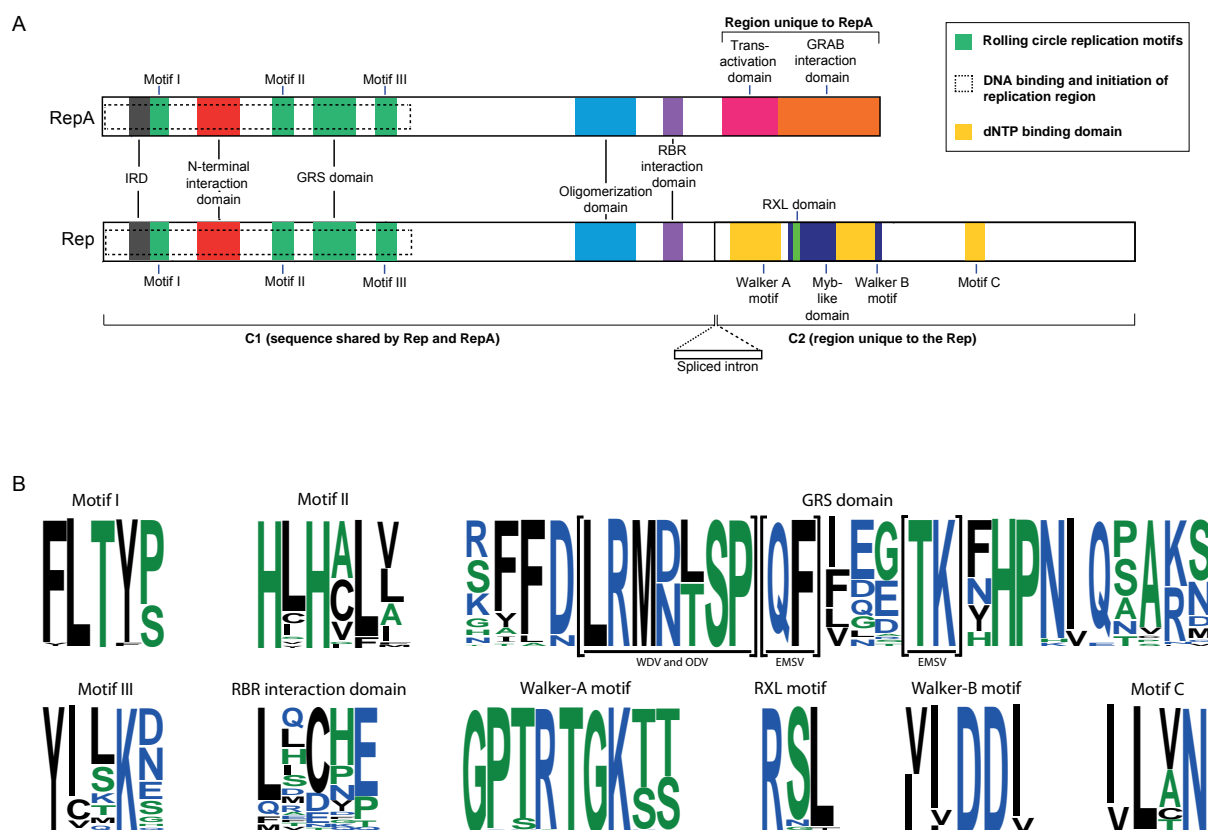 A
Region unique to RepA
Trans-
activation
domain
GRAB
interaction
domain
Motif I
Motif II
Motif III
RepA
Rolling circle replication motifs
DNA binding and initiation of
replication region
dNTP binding domain
IRD
N-terminal
interaction
domain
GRS domain
Oligomerization
domain
RBR
interaction
domain
RXL domain
Rep
Motif I
Motif II
Motif III
Walker A
motif
Myb-
like
domain
Walker B
motif
Motif C
C1 (sequence shared by Rep and RepA)
C2 (region unique to the Rep)
Spliced intron
B
Motif I
Motif II
GRS domain
WDV and ODV
EMSV
EMSV
Motif III
RBR interaction domain
Walker-A motif
RXL motif
Walker-B motif
Motif C